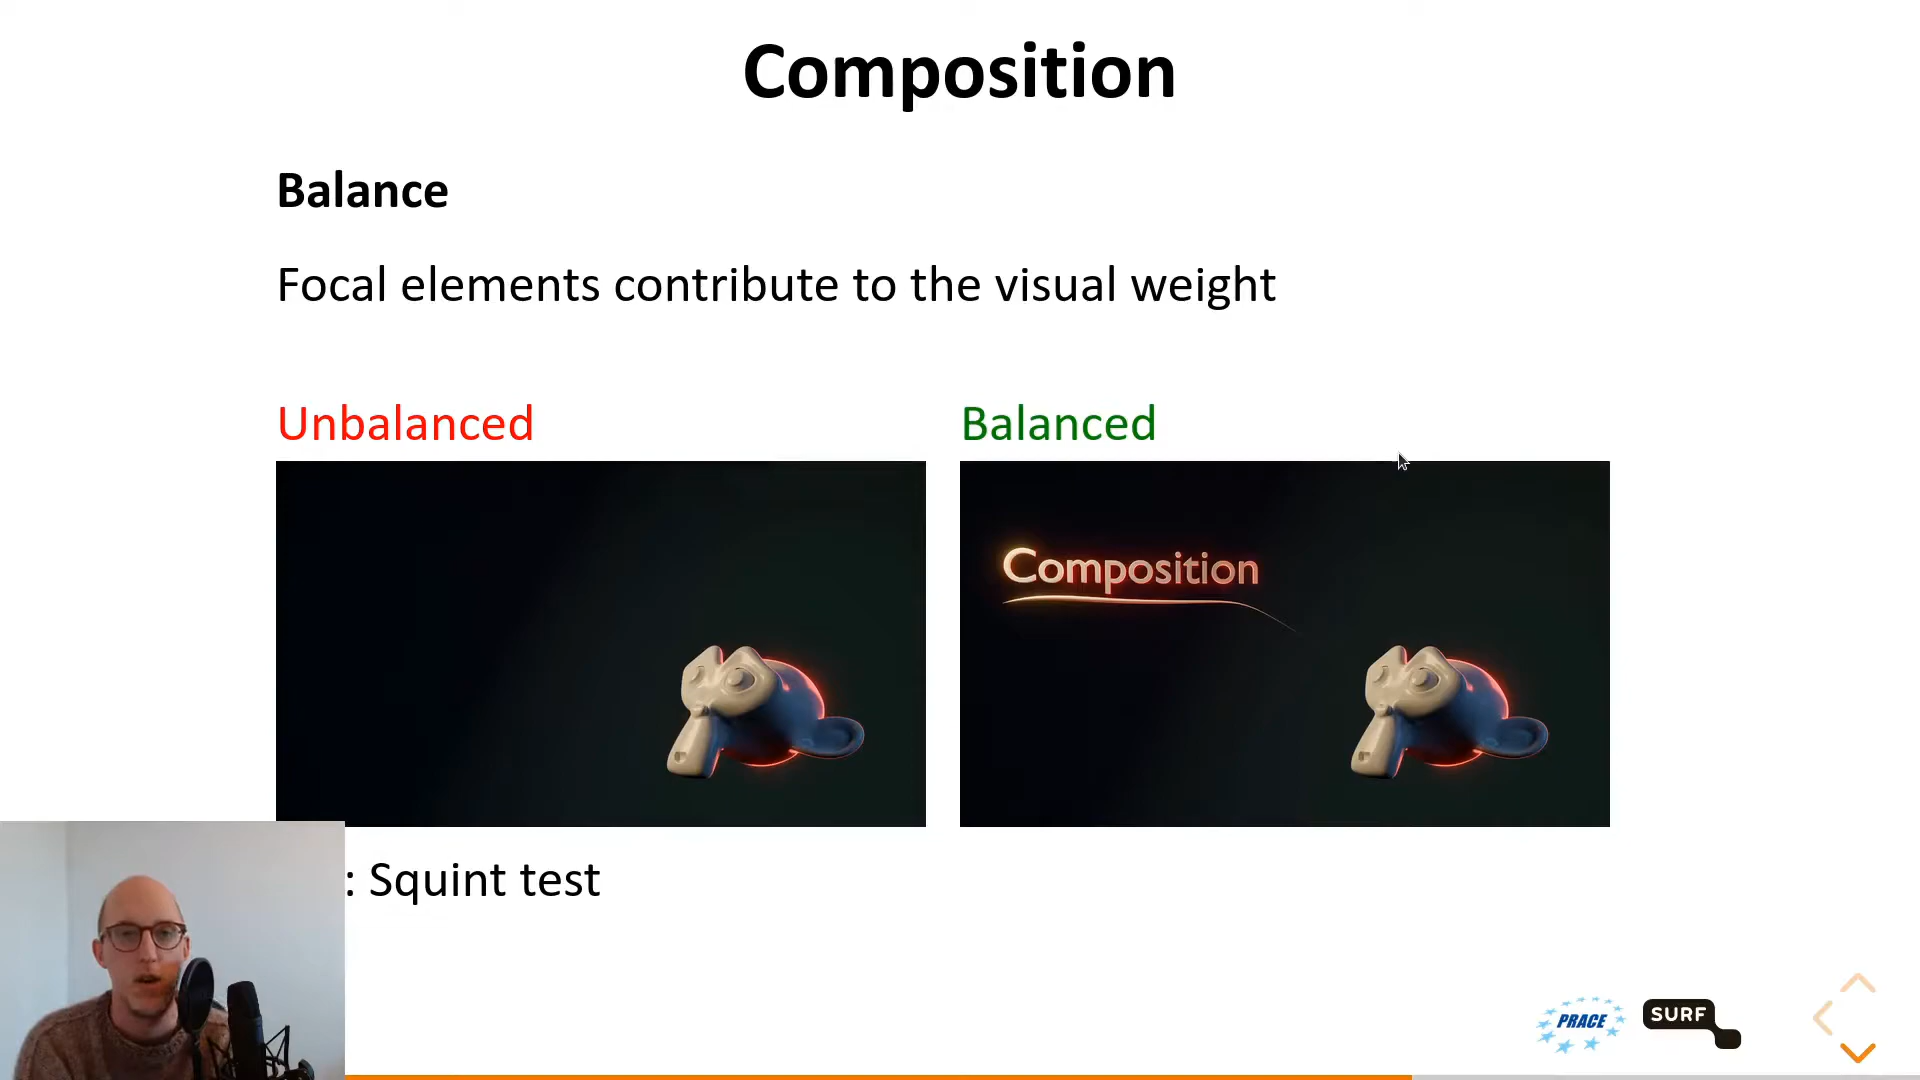 Composition
Balance
Focal elements contribute to the visual weight
Unbalanced
Balanced
Composition
: Squint test
PRACE
SURF